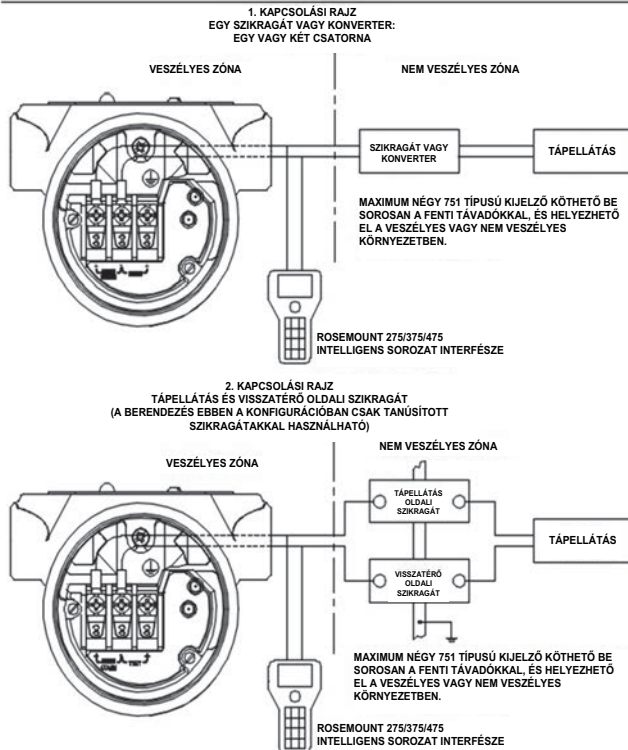 1. KAPCSOLÁSI RAJZ
EGY SZIKRAGÁT VAGY KONVERTER:
EGY VAGY KÉT CSATORNA
VESZÉLYES ZÓNA
NEM VESZÉLYES ZÓNA
SZIKRAGÁT VAGY
KONVERTER
TÁPELLÁTÁS
MAXIMUM NÉGY 751 TÍPUSÚ KIJELZŐ KÖTHETŐ BE
SOROSAN A FENTI TÁVADÓKKAL, ÉS HELYEZHETŐ
EL A VESZÉLYES VAGY NEM VESZÉLYES
KÖRNYEZETBEN.
ROSEMOUNT 275/375/475
INTELLIGENS SOROZAT INTERFÉSZE
2. KAPCSOLÁSI RAJZ
TÁPELLÁTÁS ÉS VISSZATÉRŐ OLDALI SZIKRAGÁT
(A BERENDEZÉS EBBEN A KONFIGURÁCIÓBAN CSAK TANÚSÍTOTT
SZIKRAGÁTAKKAL HASZNÁLHATÓ)
VESZÉLYES ZÓNA
NEM VESZÉLYES ZÓNA
TÁPELLÁTÁS
OLDALI
SZIKRAGÁT
TÁPELLÁTÁS
VISSZATÉRŐ
OLDALI
SZIKRAGÁT
MAXIMUM NÉGY 751 TÍPUSÚ KIJELZŐ KÖTHETŐ BE
SOROSAN A FENTI TÁVADÓKKAL, ÉS HELYEZHETŐ
EL A VESZÉLYES VAGY NEM VESZÉLYES
KÖRNYEZETBEN.
ROSEMOUNT 275/375/475
INTELLIGENS SOROZAT INTERFÉSZE